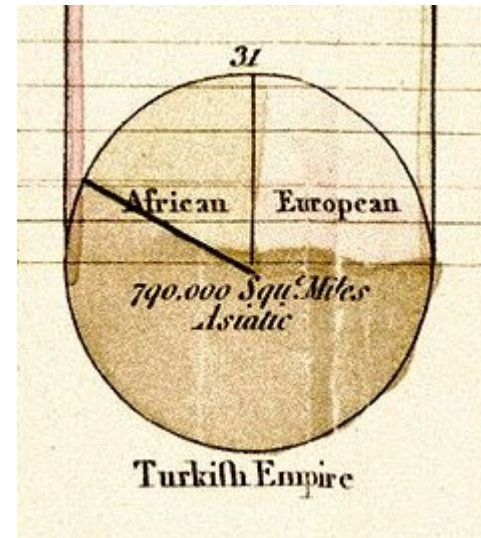 31
African European
790.000 Squ. Miles
Asiatic
Turkiſh Empire